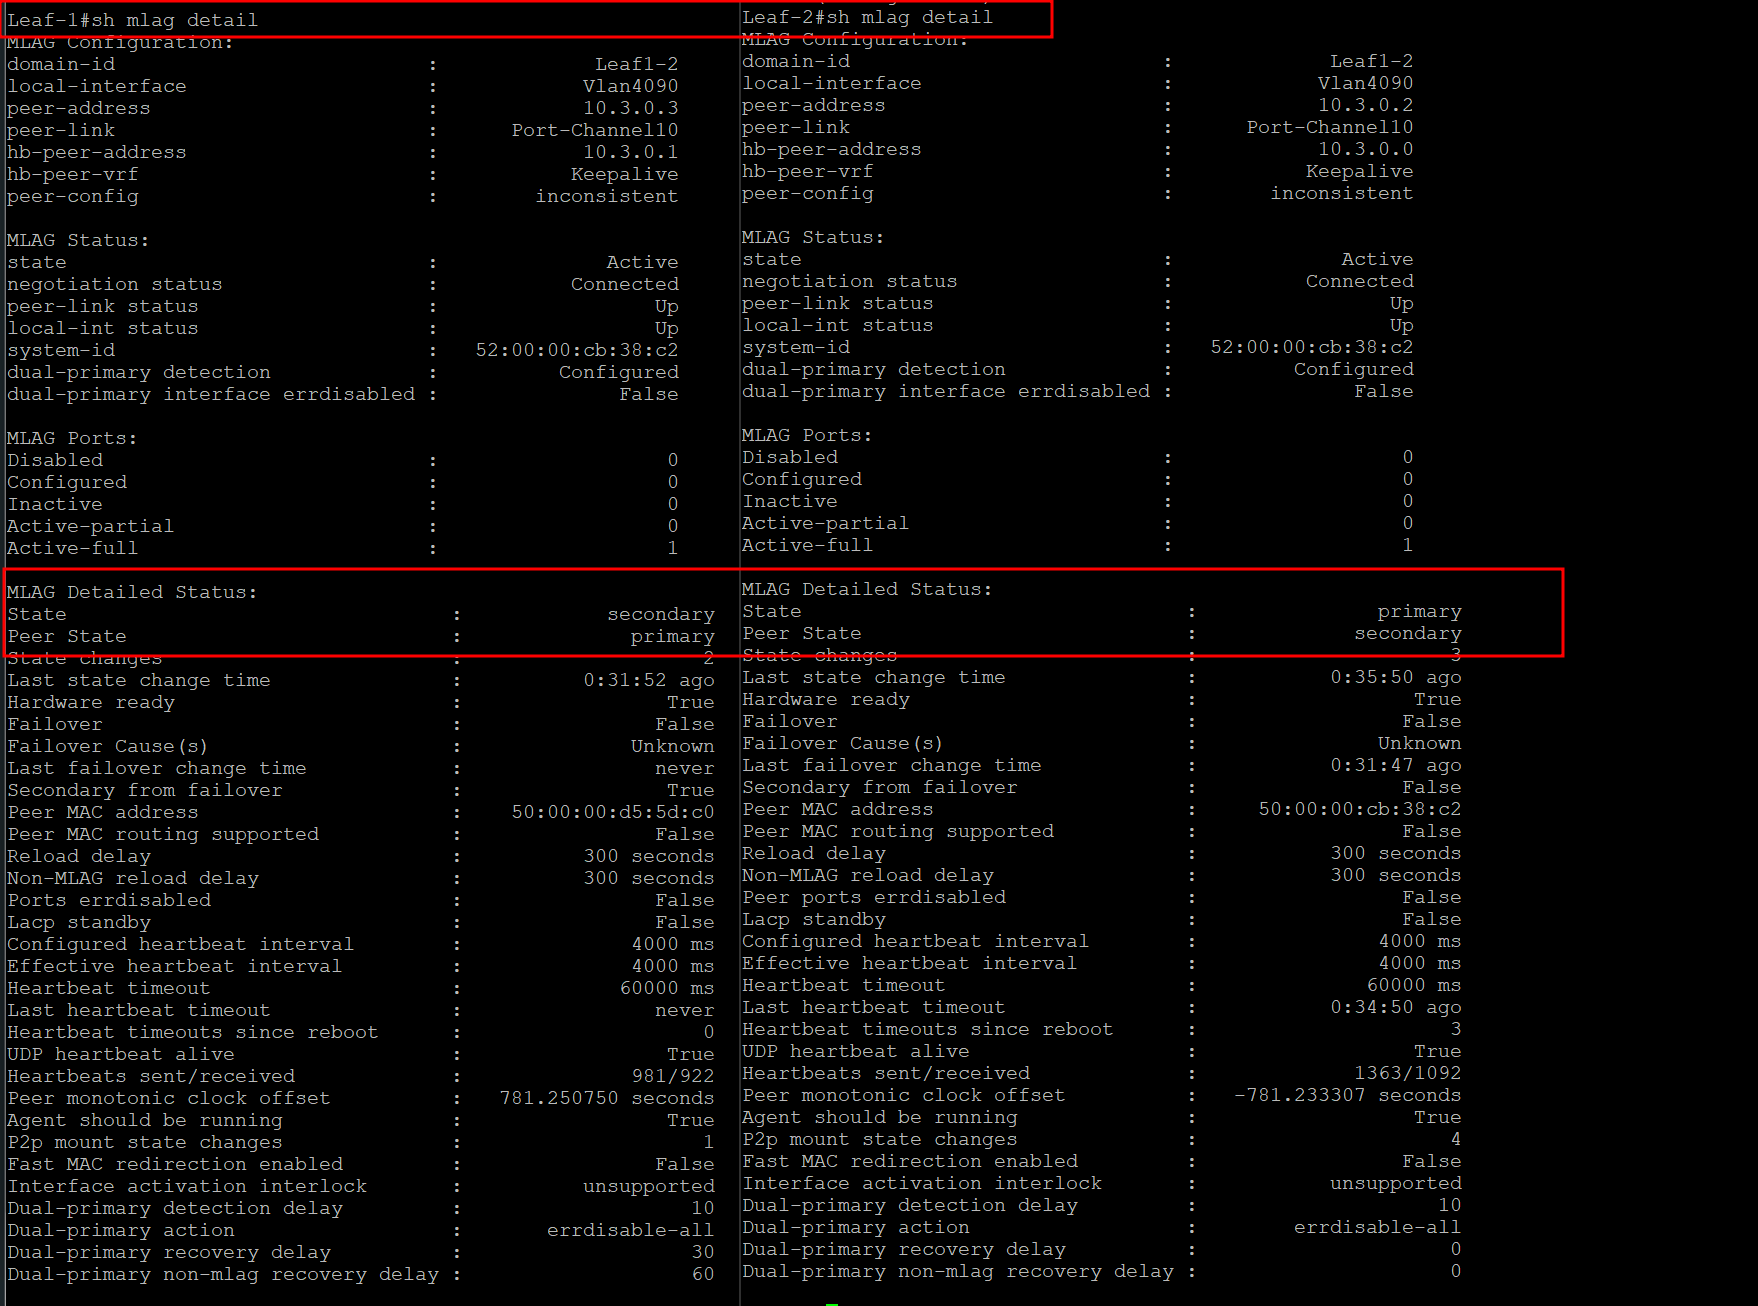 Leaf-1#sh mlag detail
MLAG Configuration:
domain-id : Leaf1-2
local-interface : Vlan4090
peer-address : 10.3.0.3
peer-link : Port-Channel10
hb-peer-address : 10.3.0.1
hb-peer-vrf : Keepalive
peer-config : inconsistent
MLAG Status:
state : Active
negotiation status : Connected
peer-link status : Up
local-int status : Up
system-id : 52:00:00:cb:38:c2
dual-primary detection : Configured
dual-primary interface errdisabled : False
MLAG Ports:
Disabled : 0
Configured : 0
Inactive : 0
Active-partial : 0
Active-full : 1
MLAG Detailed Status:
State : secondary
Peer State : primary
State changes : 2
Last state change time : 0:31:52 ago
Hardware ready : True
Failover : False
Failover Cause(s) : Unknown
Last failover change time : never
Secondary from failover : True
Peer MAC address : 50:00:00:d5:5d:c0
Peer MAC routing supported : False
Reload delay : 300 seconds
Non-MLAG reload delay : 300 seconds
Ports errdisabled : False
Lacp standby : False
Configured heartbeat interval : 4000 ms
Effective heartbeat interval : 4000 ms
Heartbeat timeout : 60000 ms
Last heartbeat timeout : never
Heartbeat timeouts since reboot : 0
UDP heartbeat alive : True
Heartbeats sent/received : 981/922
Peer monotonic clock offset : 781.250750 seconds
Agent should be running : True
P2p mount state changes : 1
Fast MAC redirection enabled : False
Interface activation interlock : unsupported
Dual-primary detection delay : 10
Dual-primary action : errdisable-all
Dual-primary recovery delay : 30
Dual-primary non-mlag recovery delay : 60
Leaf-2#sh mlag detail
MLAG Configuration:
domain-id : Leaf1-2
local-interface : Vlan4090
peer-address : 10.3.0.2
peer-link : Port-Channel10
hb-peer-address : 10.3.0.0
hb-peer-vrf : Keepalive
peer-config : inconsistent
MLAG Status:
state : Active
negotiation status : Connected
peer-link status : Up
local-int status : Up
system-id : 52:00:00:cb:38:c2
dual-primary detection : Configured
dual-primary interface errdisabled : False
MLAG Ports:
Disabled : 0
Configured : 0
Inactive : 0
Active-partial : 0
Active-full : 1
MLAG Detailed Status:
State : primary
Peer State : secondary
State changes : 3
Last state change time : 0:35:50 ago
Hardware ready : True
Failover : False
Failover Cause(s) : Unknown
Last failover change time : 0:31:47 ago
Secondary from failover : False
Peer MAC address : 50:00:00:cb:38:c2
Peer MAC routing supported : False
Reload delay : 300 seconds
Non-MLAG reload delay : 300 seconds
Peer ports errdisabled : False
Lacp standby : False
Configured heartbeat interval : 4000 ms
Effective heartbeat interval : 4000 ms
Heartbeat timeout : 60000 ms
Last heartbeat timeout : 0:34:50 ago
Heartbeat timeouts since reboot : 3
UDP heartbeat alive : True
Heartbeats sent/received : 1363/1092
Peer monotonic clock offset : -781.233307 seconds
Agent should be running : True
P2p mount state changes : 4
Fast MAC redirection enabled : False
Interface activation interlock : unsupported
Dual-primary detection delay : 10
Dual-primary action : errdisable-all
Dual-primary recovery delay : 0
Dual-primary non-mlag recovery delay : 0